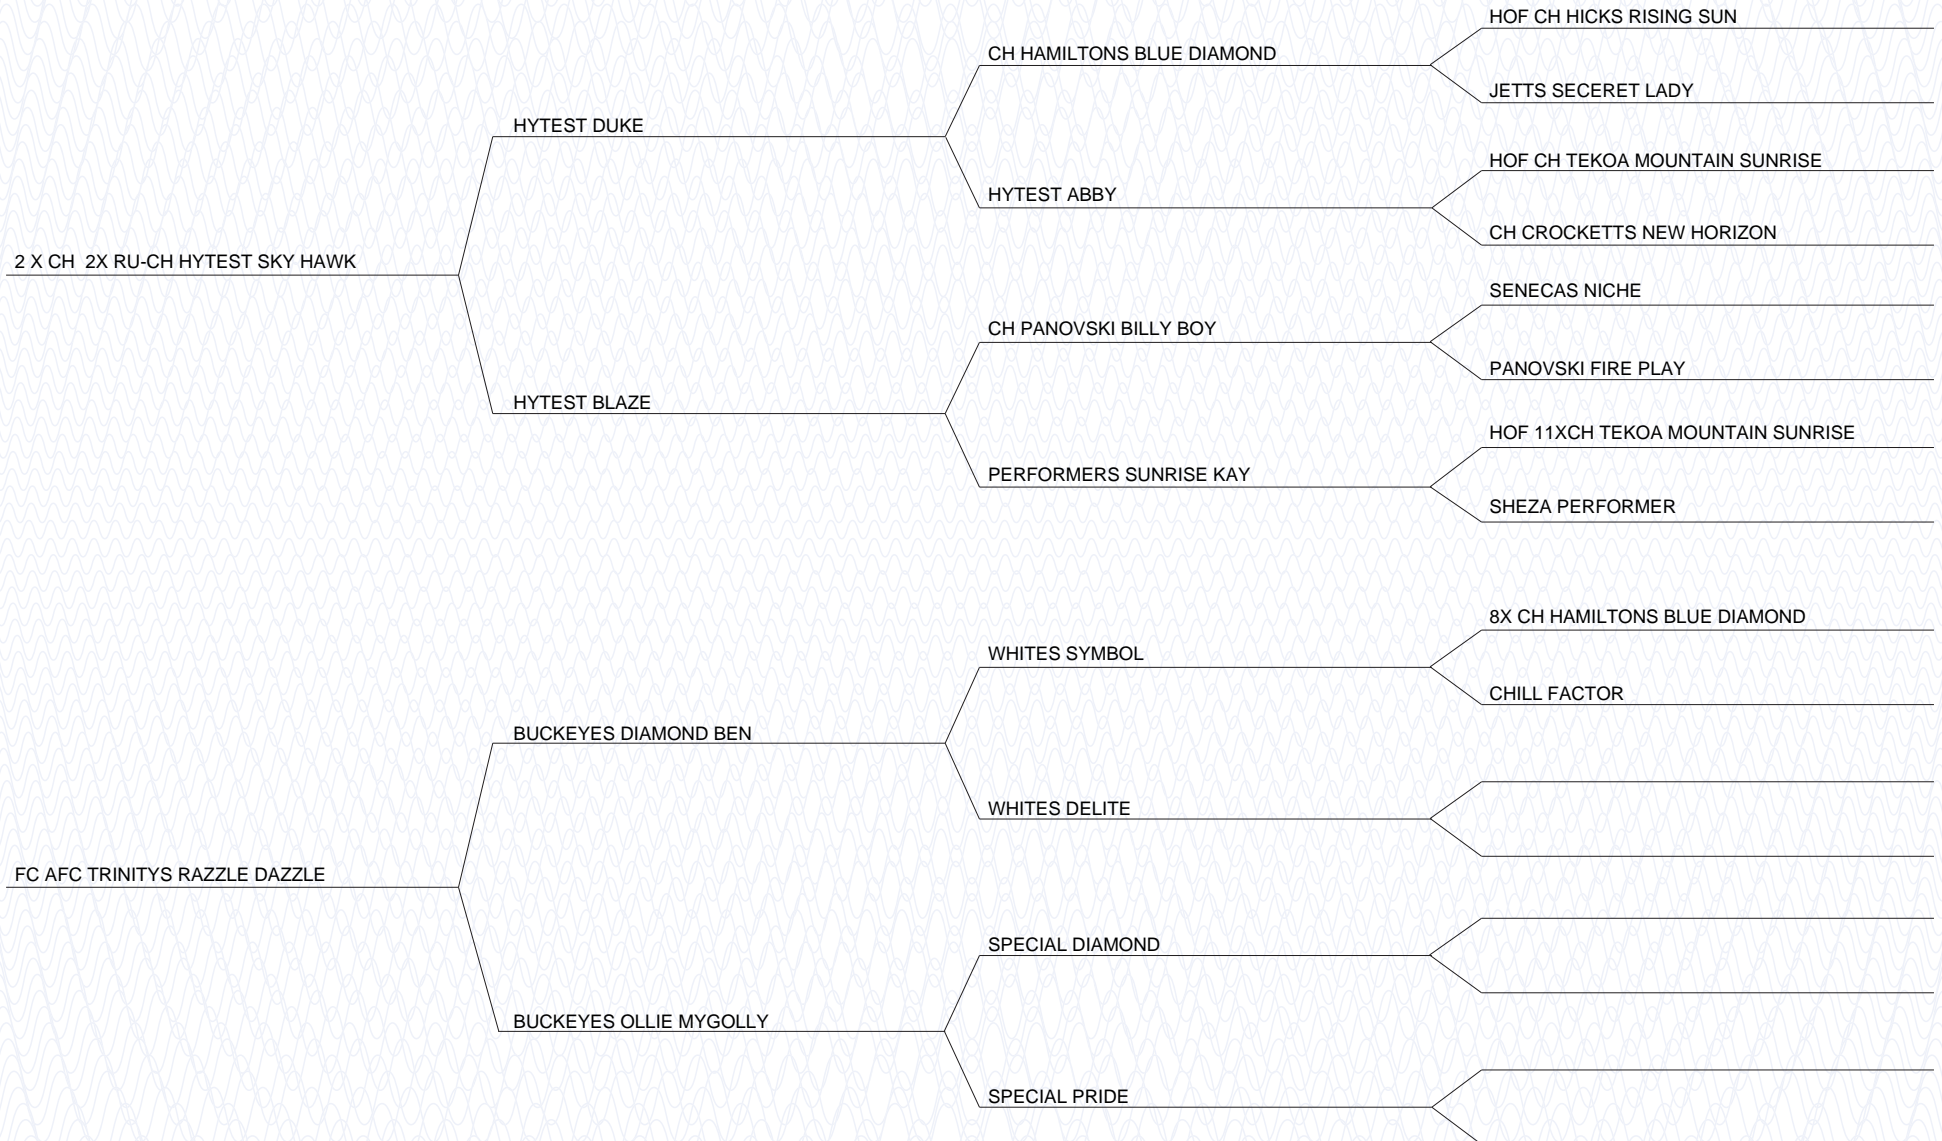 HOF CH HICKS RISING SUN
CH HAMILTONS BLUE DIAMOND
JETTS SECERET LADY
HYTEST DUKE
HOF CH TEKOA MOUNTAIN SUNRISE
HYTEST ABBY
CH CROCKETTS NEW HORIZON
2 X CH  2X RU-CH HYTEST SKY HAWK
SENECAS NICHE
CH PANOVSKI BILLY BOY
PANOVSKI FIRE PLAY
HYTEST BLAZE
HOF 11XCH TEKOA MOUNTAIN SUNRISE
PERFORMERS SUNRISE KAY
SHEZA PERFORMER
8X CH HAMILTONS BLUE DIAMOND
WHITES SYMBOL
CHILL FACTOR
BUCKEYES DIAMOND BEN
WHITES DELITE
FC AFC TRINITYS RAZZLE DAZZLE
SPECIAL DIAMOND
BUCKEYES OLLIE MYGOLLY
SPECIAL PRIDE